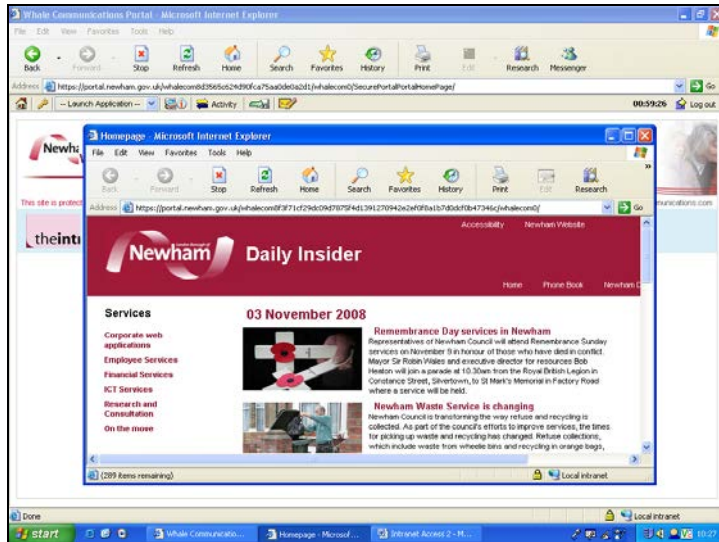 Whale Communications Portal - Microsoft Internet Explorer
File Edit View Favorites Tools Help
Back Forward Stop Refresh Home Search Favorites History Print Edit Research Messenger
Address Go
-- Launch Application -- Activity 00:59:26 Log out
Newha
This site is protect
munications.com
theint
Homepage - Microsoft Internet Explorer
File Edit View Favorites Tools Help
Back Forward Stop Refresh Home Search Favorites History Print Edit Research
Address Go
Accessibility Newham Website
Newham Daily Insider
Home Phone Book Newham D
Services
Corporate web
applications
Employee Services
Financial Services
ICT Services
Research and
Consultation
On the move
03 November 2008
Remembrance Day services in Newham
Representatives of Newham Council will attend Remembrance Sunday
services on November 9 in honour of those who have died in conflict.
Mayor Sir Robin Wales and executive director for resources Bob
Heaton will join a parade at 10.30am from the Royal British Legion in
Constance Street, Silvertown, to St Mark's Memorial in Factory Road
where a service will be held.
Newham Waste Service is changing
Newham Council is transforming the way refuse and recycling is
collected. As part of the council's efforts to improve services, the times
for picking up waste and recycling has changed. Refuse collections,
which include waste from wheelie bins and recycling in orange bags,
(289 items remaining) Local intranet
Done Local intranet
start Whale Communicatio... Homepage - Microsof... Intranet Access 2 - M... 10:27